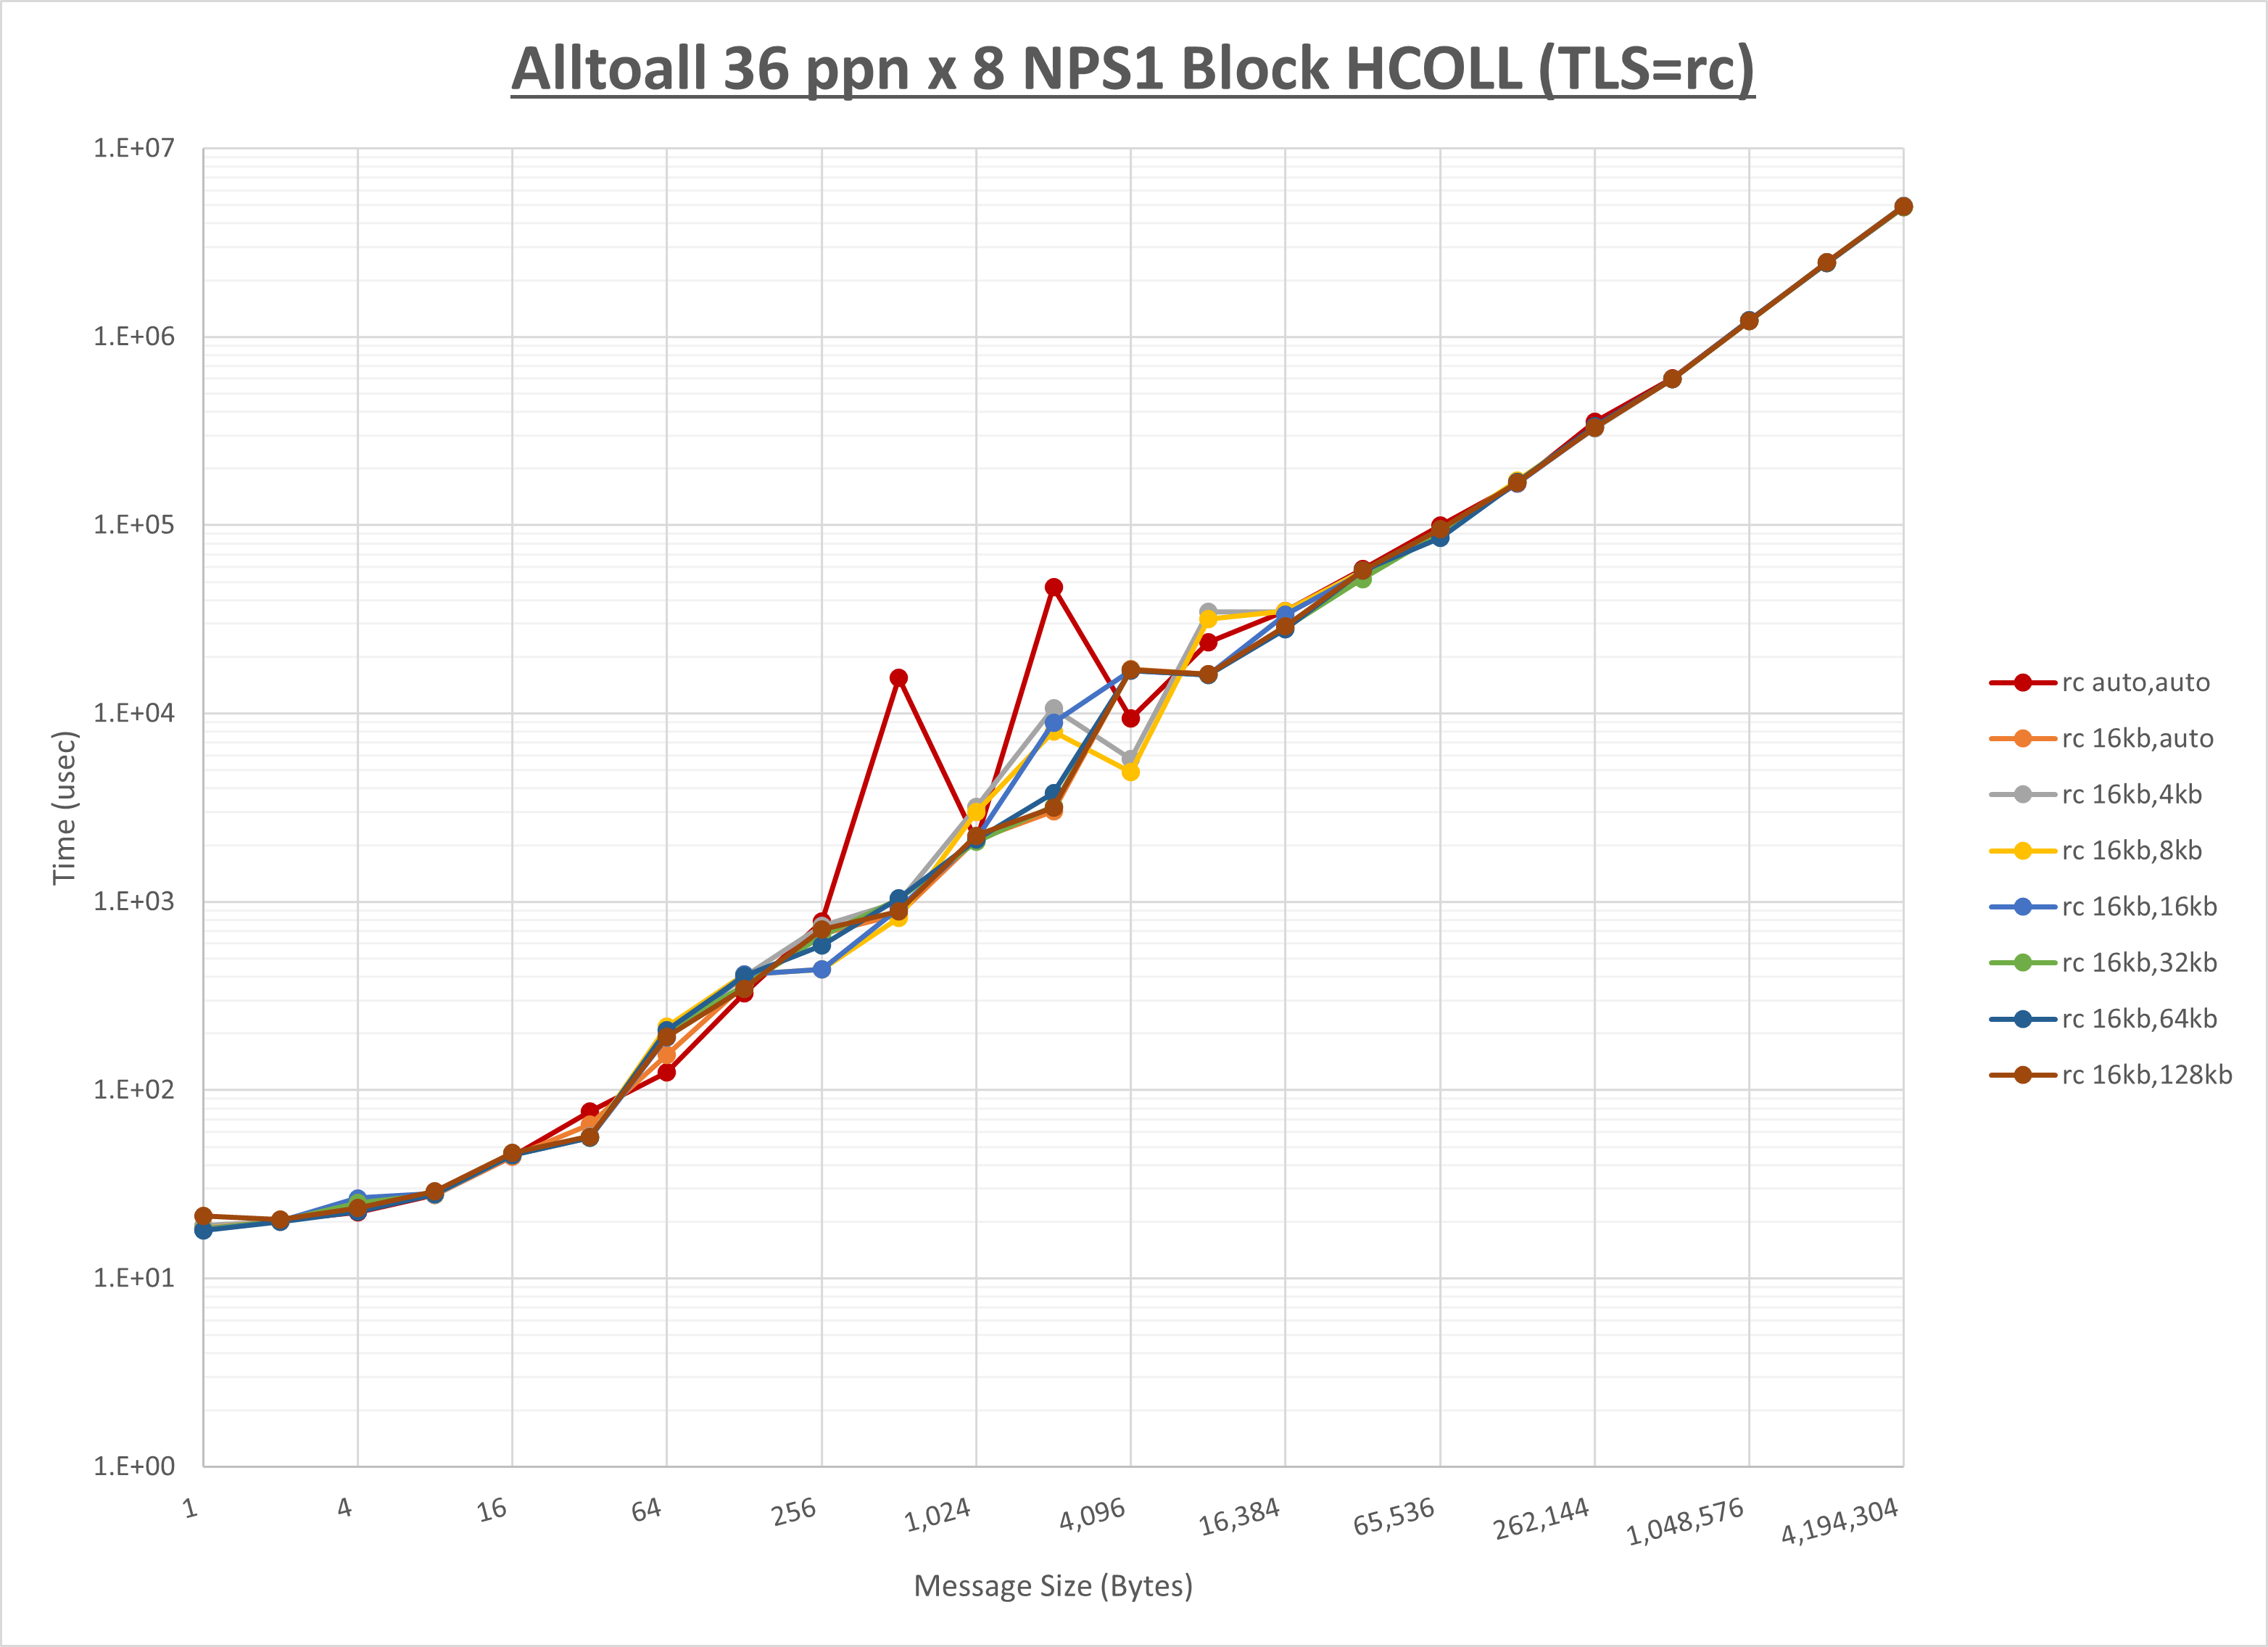 Alltoall 36 ppn x 8 NPS1 Block HCOLL (TLS=rc)
1.E+07
1.E+06
1.E+05
1.E+04
1.E+03
1.E+02
1.E+01
1.E+00
Time (usec)
1
4
16
64
256
1,024
4,096
16,384
65,536
262,144
1,048,576
4,194,304
Message Size (Bytes)
rc auto,auto
rc 16kb,auto
rc 16kb,4kb
rc 16kb,8kb
rc 16kb,16kb
rc 16kb,32kb
rc 16kb,64kb
rc 16kb,128kb